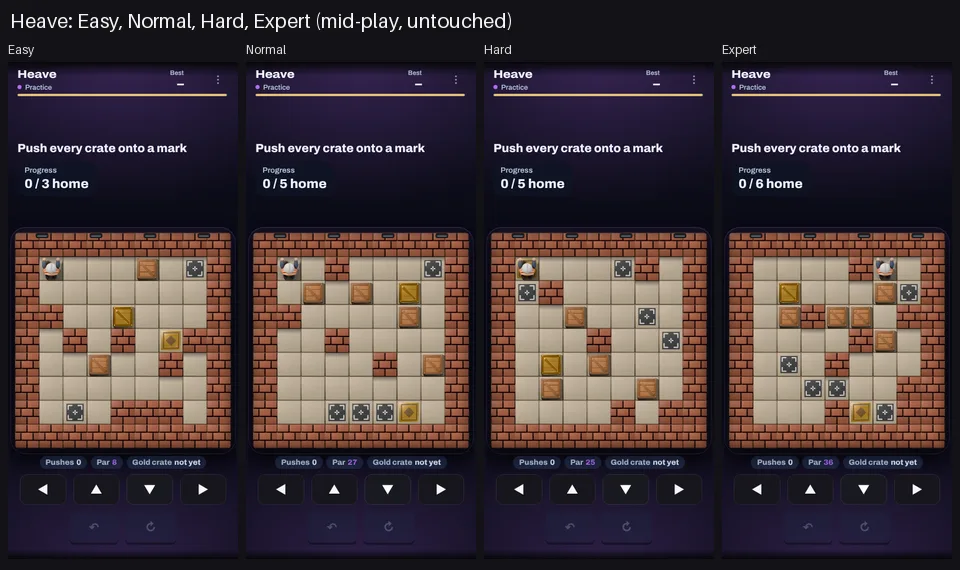 Heave: Easy, Normal, Hard, Expert (mid-play, untouched)
Easy
Heave
Practice
Best
–
Push every crate onto a mark
Progress
0 / 3 home
Pushes 0
Par 8
Gold crate not yet
Normal
Heave
Practice
Best
–
Push every crate onto a mark
Progress
0 / 5 home
Pushes 0
Par 27
Gold crate not yet
Hard
Heave
Practice
Best
–
Push every crate onto a mark
Progress
0 / 5 home
Pushes 0
Par 25
Gold crate not yet
Expert
Heave
Practice
Best
–
Push every crate onto a mark
Progress
0 / 6 home
Pushes 0
Par 36
Gold crate not yet